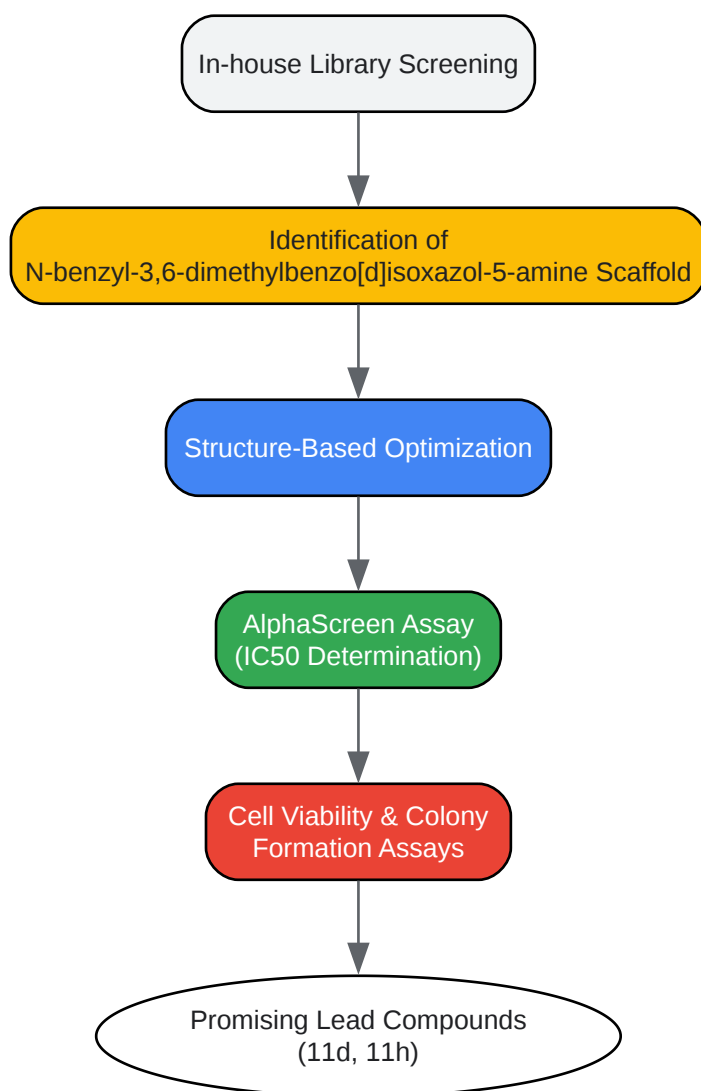 In-house Library Screening
Identification of
N-benzyl-3,6-dimethylbenzo[d]isoxazol-5-amine Scaffold
Structure-Based Optimization
AlphaScreen Assay
(IC50 Determination)
Cell Viability & Colony
Formation Assays
Promising Lead Compounds
(11d, 11h)